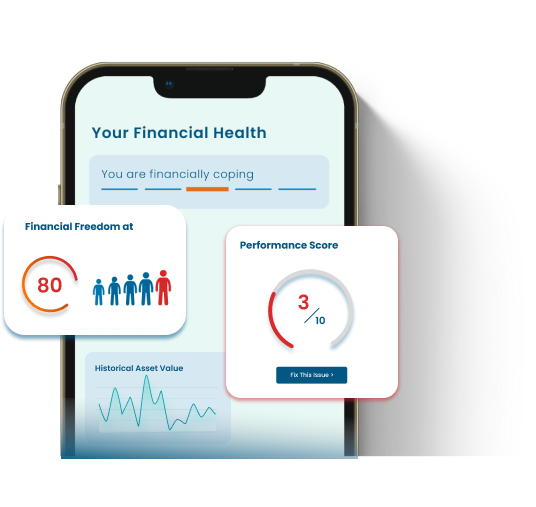 Your Financial Health
You are financially coping
Financial Freedom at
80
Performance Score
3
10
Fix This Issue >
Historical Asset Value